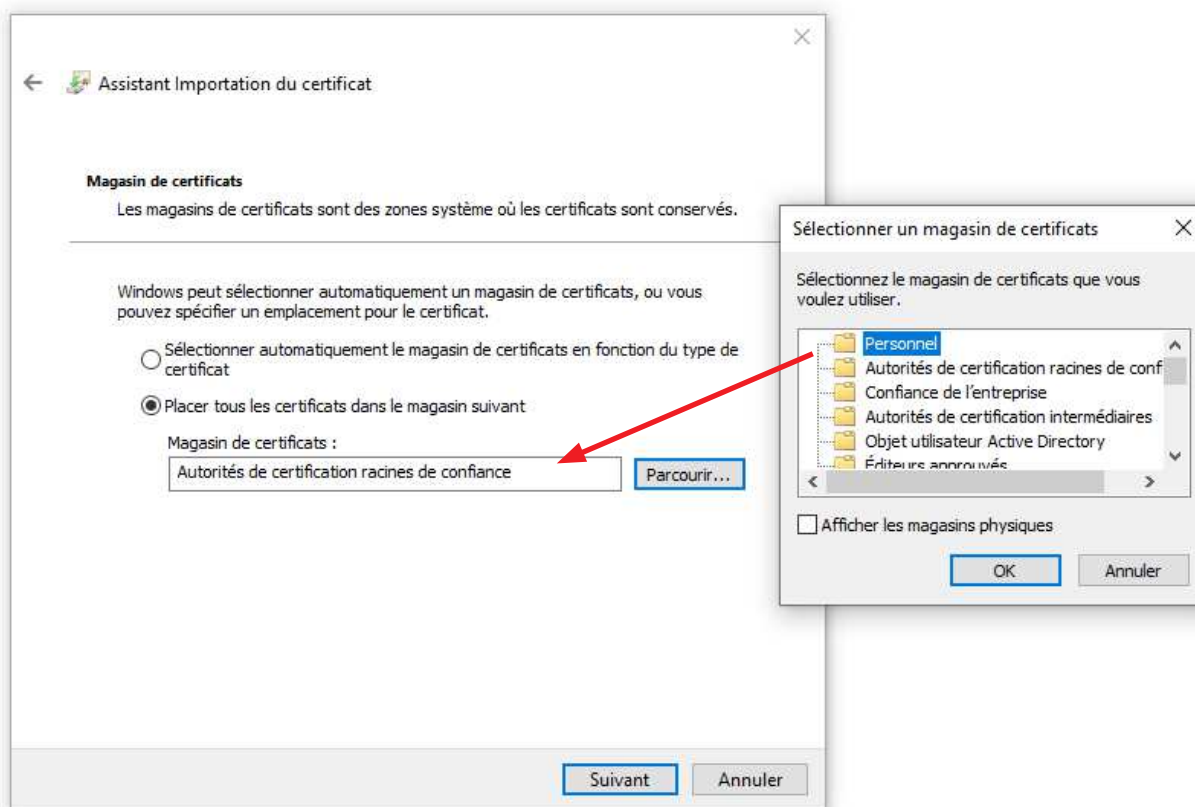 Assistant Importation du certificat
Magasin de certificats
Les magasins de certificats sont des zones système où les certificats sont conservés.
Windows peut sélectionner automatiquement un magasin de certificats, ou vous
pouvez spécifier un emplacement pour le certificat.
Sélectionner automatiquement le magasin de certificats en fonction du type de
certificat
Placer tous les certificats dans le magasin suivant
Magasin de certificats :
Autorités de certification racines de confiance
Parcourir...
Suivant
Annuler
Sélectionner un magasin de certificats
Sélectionnez le magasin de certificats que vous
voulez utiliser.
Personnel
Autorités de certification racines de conf
Confiance de l'entreprise
Autorités de certification intermédiaires
Objet utilisateur Active Directory
Éditeurs approuvés
Afficher les magasins physiques
OK
Annuler